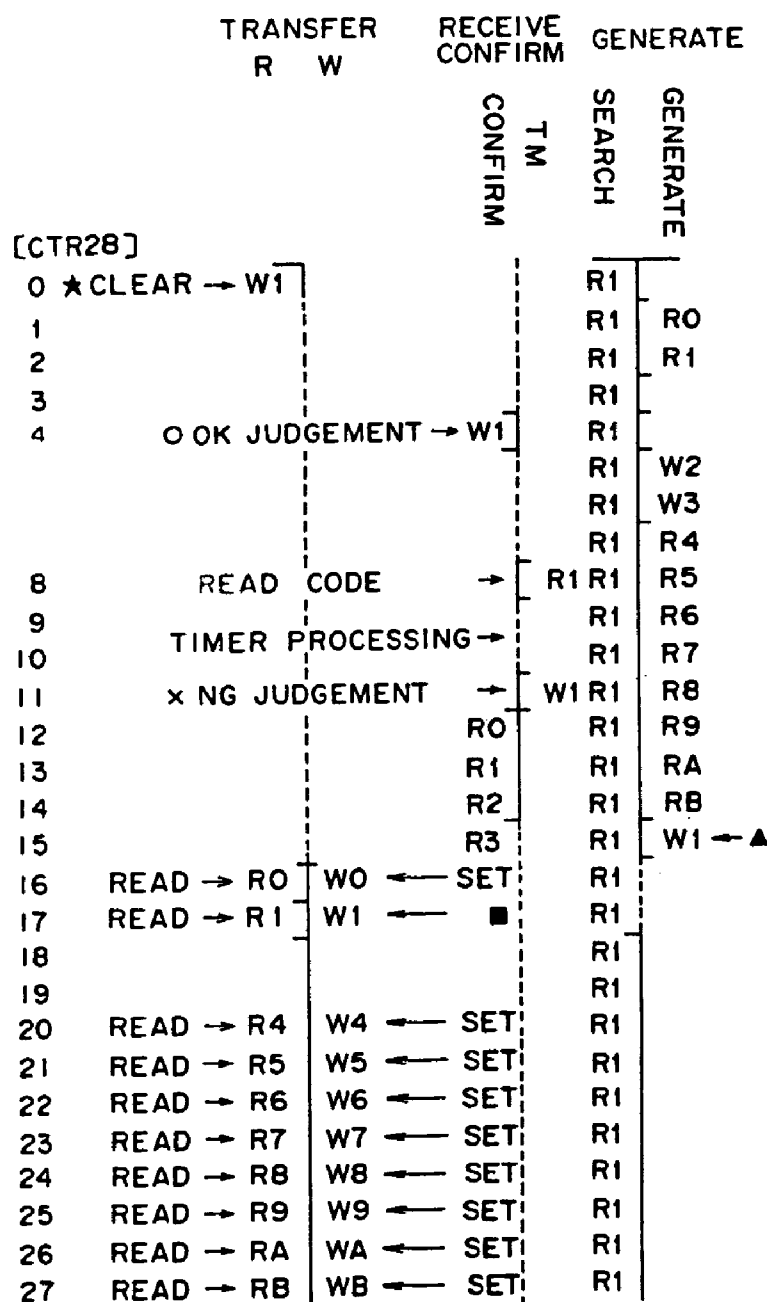 TRANSFER RECEIVE CONFIRM GENERATE
R W
CONFIRM TM SEARCH GENERATE
[CTR28]
0 ★CLEAR → W1 R1
1 R1 R0
2 R1 R1
3 R1
4 O OK JUDGEMENT → W1 R1
R1 W2
R1 W3
R1 R4
8 READ CODE → R1 R1 R5
9 R1 R6
TIMER PROCESSING →
10 R1 R7
11 × NG JUDGEMENT → W1 R1 R8
12 R0 R1 R9
13 R1 R1 RA
14 R2 R1 RB
15 R3 R1 W1 ← ▲
16 READ → R0 W0 ← SET R1
17 READ → R1 W1 ← ■ R1
18 R1
19 R1
20 READ → R4 W4 ← SET R1
21 READ → R5 W5 ← SET R1
22 READ → R6 W6 ← SET R1
23 READ → R7 W7 ← SET R1
24 READ → R8 W8 ← SET R1
25 READ → R9 W9 ← SET R1
26 READ → RA WA ← SET R1
27 READ → RB WB ← SET R1